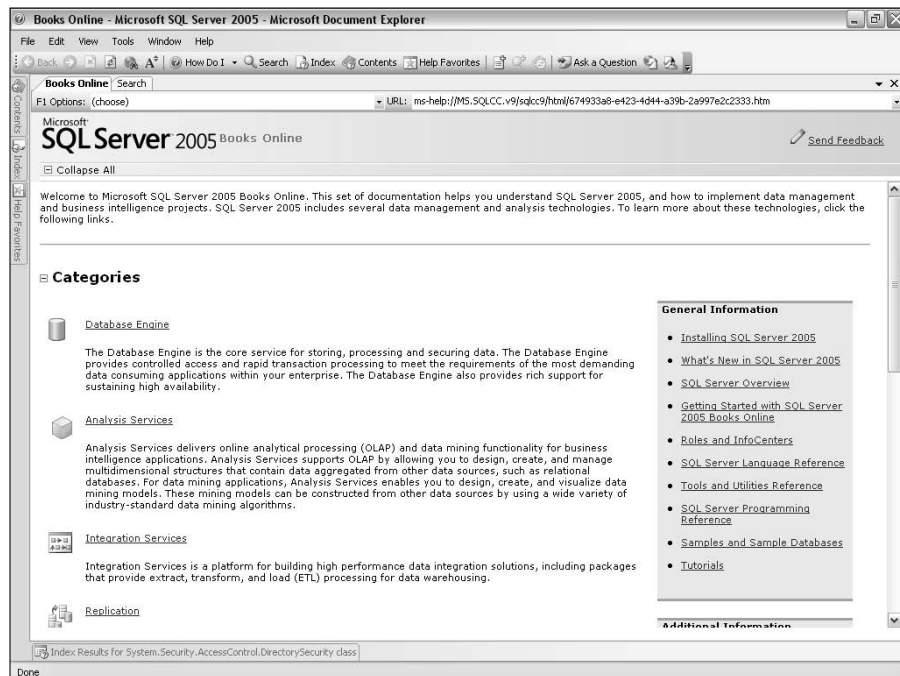 Books Online - Microsoft SQL Server 2005 - Microsoft Document Explorer
File Edit View Tools Window Help
Back How Do I Search Index Contents Help Favorites Ask a Question
Contents
Index
Help Favorites
Books Online Search
F1 Options: (choose) URL: ms-help://MS.SQLCC.v9/sqlcc9/html/674933a8-e423-4d44-a39b-2a997e2c2333.htm
Microsoft
SQL Server 2005 Books Online
Send Feedback
Collapse All
Welcome to Microsoft SQL Server 2005 Books Online. This set of documentation helps you understand SQL Server 2005, and how to implement data management
and business intelligence projects. SQL Server 2005 includes several data management and analysis technologies. To learn more about these technologies, click the
following links.
Categories
Database Engine
The Database Engine is the core service for storing, processing and securing data. The Database Engine
provides controlled access and rapid transaction processing to meet the requirements of the most demanding
data consuming applications within your enterprise. The Database Engine also provides rich support for
sustaining high availability.
Analysis Services
Analysis Services delivers online analytical processing (OLAP) and data mining functionality for business
intelligence applications. Analysis Services supports OLAP by allowing you to design, create, and manage
multidimensional structures that contain data aggregated from other data sources, such as relational
databases. For data mining applications, Analysis Services enables you to design, create, and visualize data
mining models. These mining models can be constructed from other data sources by using a wide variety of
industry-standard data mining algorithms.
Integration Services
Integration Services is a platform for building high performance data integration solutions, including packages
that provide extract, transform, and load (ETL) processing for data warehousing.
Replication
General Information
Installing SQL Server 2005
What's New in SQL Server 2005
SQL Server Overview
Getting Started with SQL Server
2005 Books Online
Roles and InfoCenters
SQL Server Language Reference
Tools and Utilities Reference
SQL Server Programming
Reference
Samples and Sample Databases
Tutorials
Additional Information
Index Results for System.Security.AccessControl.DirectorySecurity class
Done